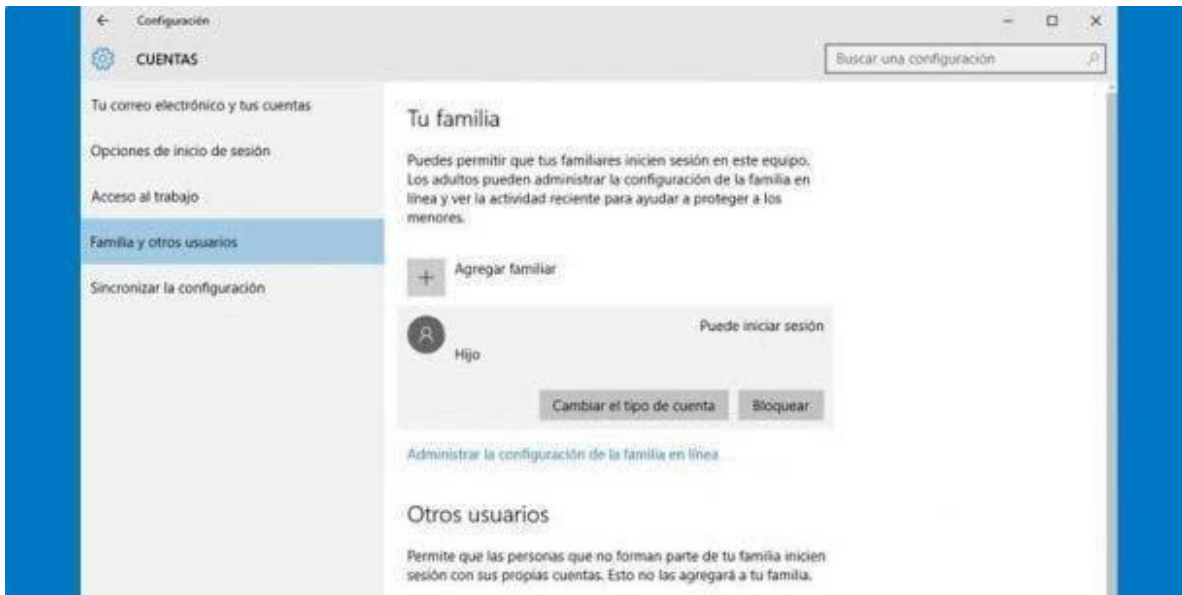 Configuración
CUENTAS
Buscar una configuración
Tu correo electrónico y tus cuentas
Opciones de inicio de sesión
Acceso al trabajo
Familia y otros usuarios
Sincronizar la configuración
Tu familia
Puedes permitir que tus familiares inicien sesión en este equipo.
Los adultos pueden administrar la configuración de la familia en
línea y ver la actividad reciente para ayudar a proteger a los
menores.
Agregar familiar
Puede iniciar sesión
Hijo
Cambiar el tipo de cuenta
Bloquear
Administrar la configuración de la familia en línea
Otros usuarios
Permite que las personas que no forman parte de tu familia inicien
sesión con sus propias cuentas. Esto no las agregará a tu familia.